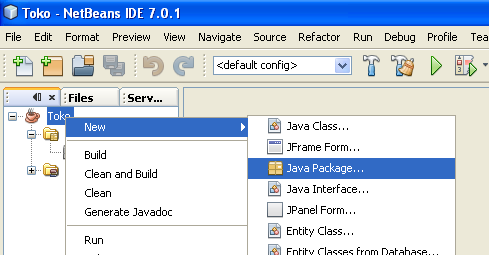 Toko - NetBeans IDE 7.0.1
File Edit Format Preview View Navigate Source Refactor Run Debug Profile Tea
<default config>
Files Serv...
Toko
New
Build
Clean and Build
Clean
Generate Javadoc
Run
Java Class...
JFrame Form...
Java Package...
Java Interface...
JPanel Form...
Entity Class...
Entity Classes from Database...